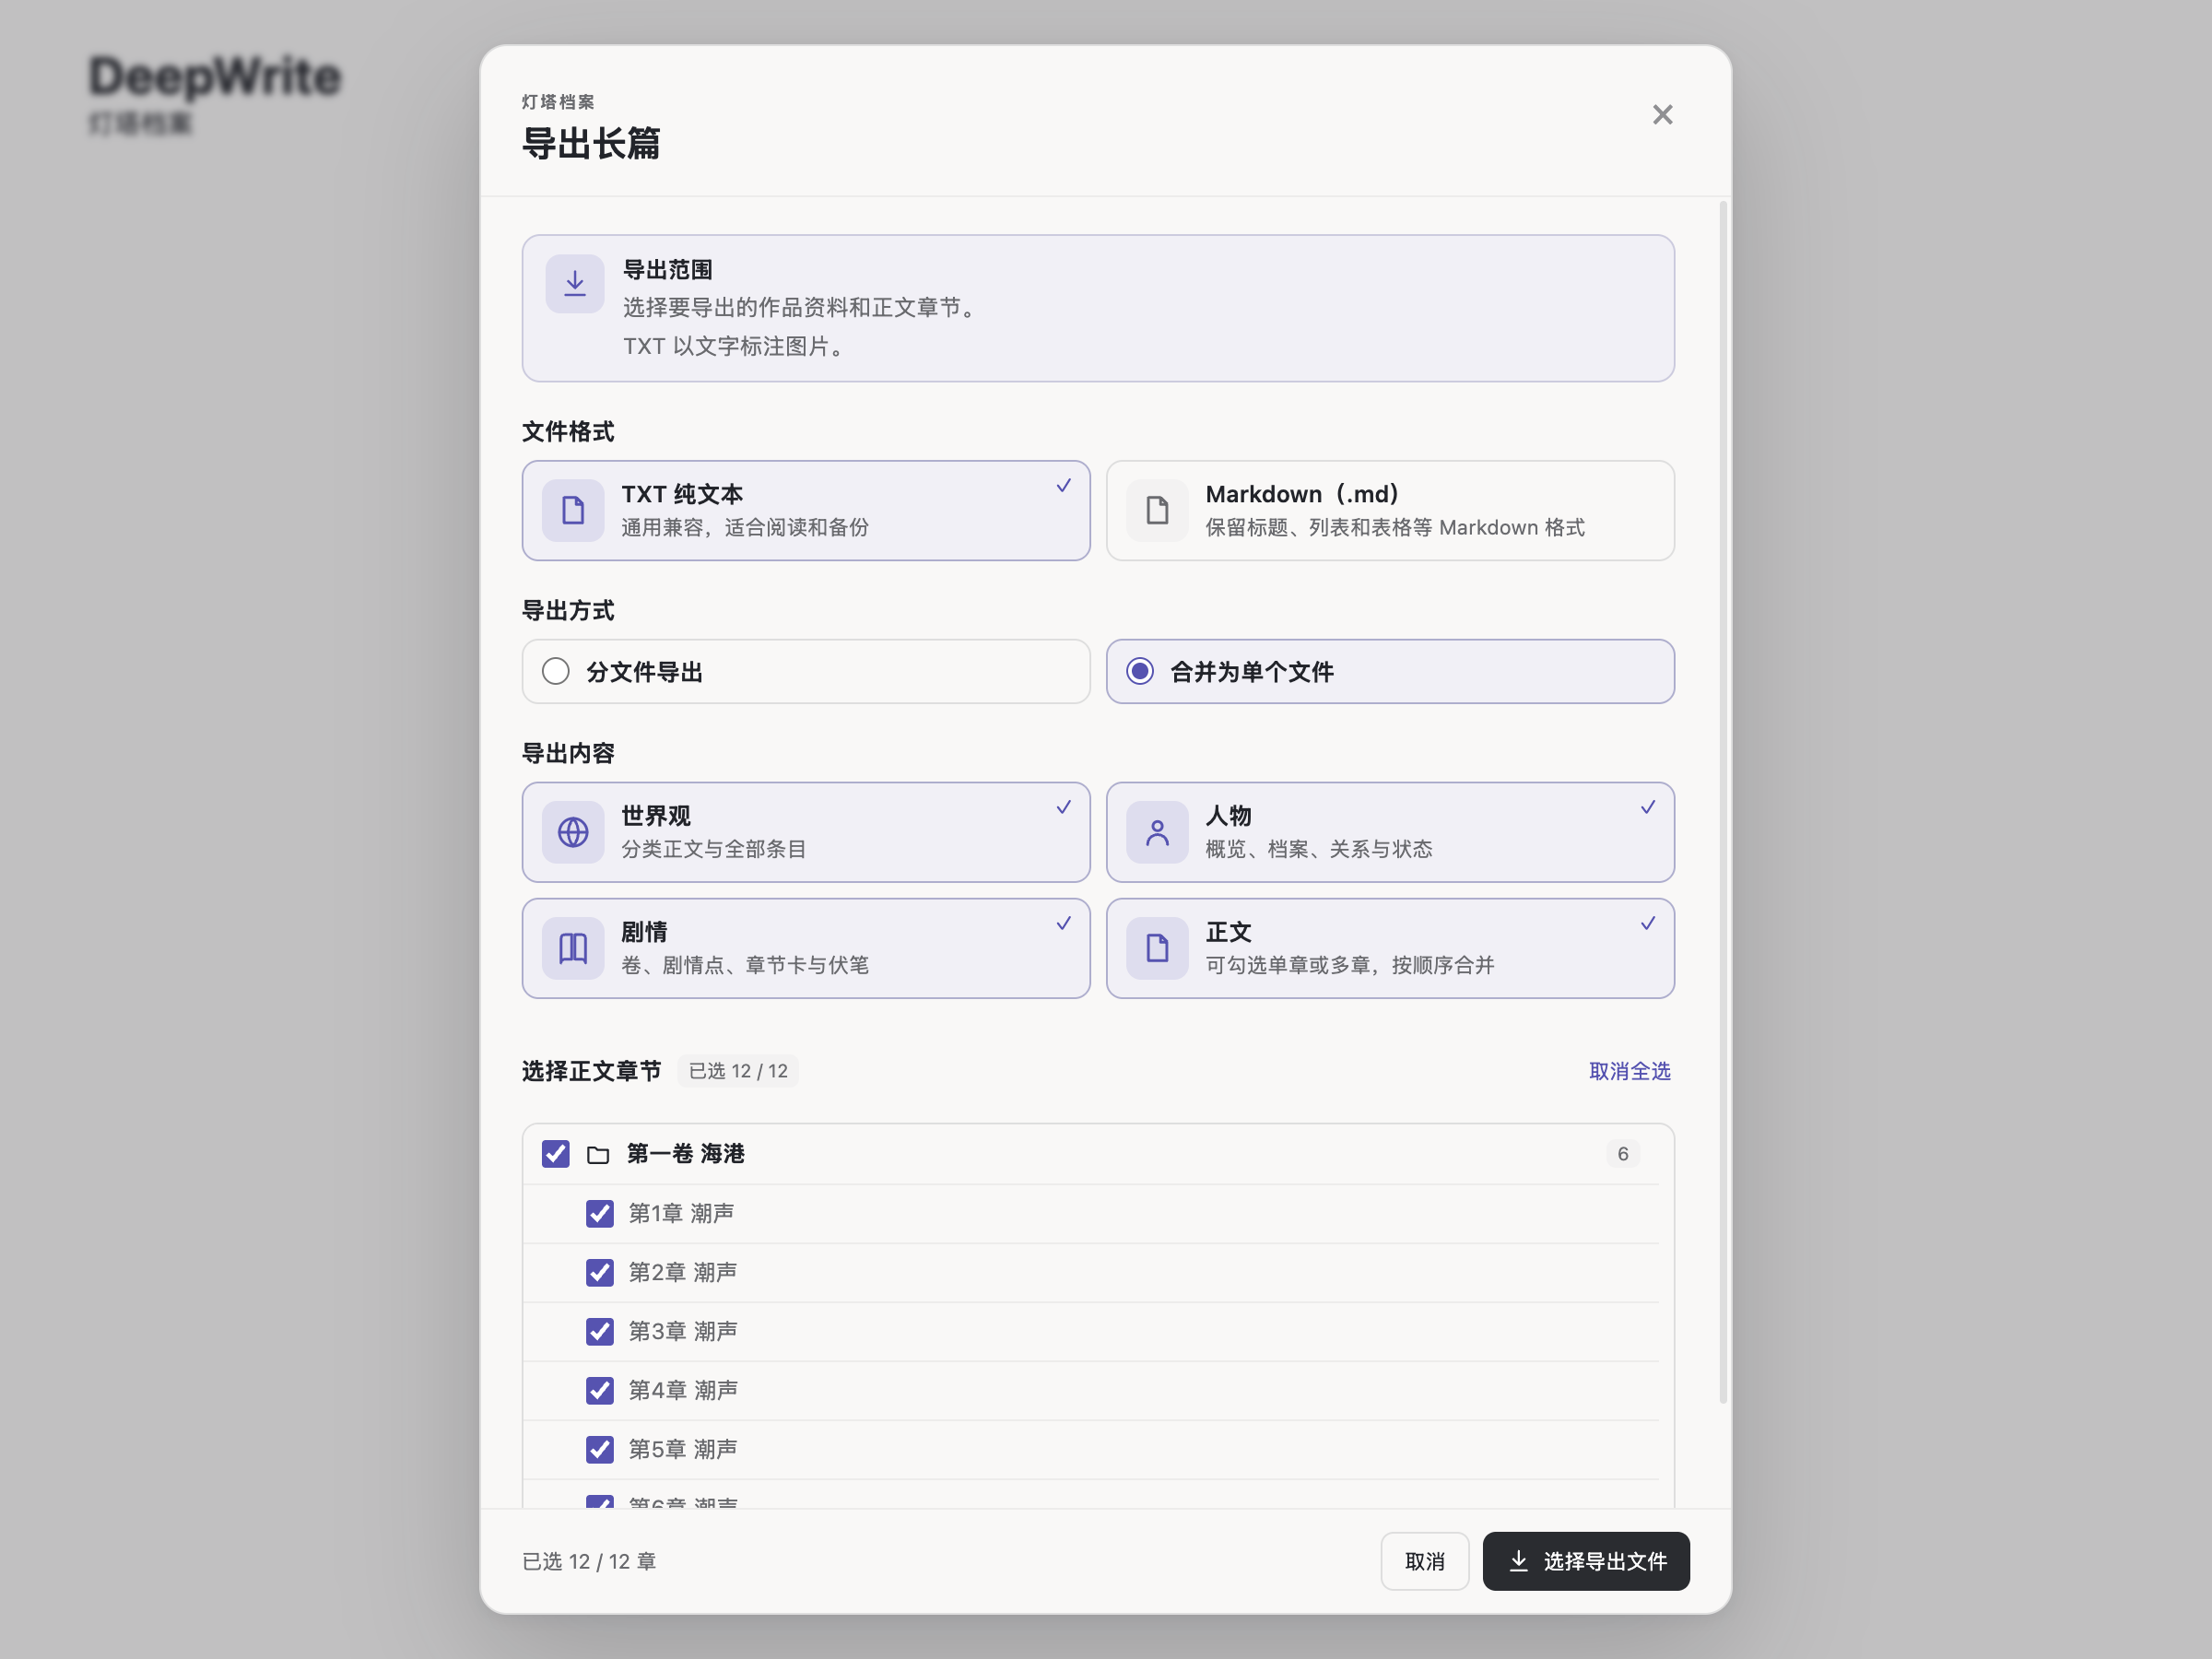 DeepWrite
灯塔档案
灯塔档案
导出长篇
导出范围
选择要导出的作品资料和正文章节。
TXT 以文字标注图片。
文件格式
TXT 纯文本
通用兼容，适合阅读和备份
Markdown（.md）
保留标题、列表和表格等 Markdown 格式
导出方式
分文件导出
合并为单个文件
导出内容
世界观
分类正文与全部条目
人物
概览、档案、关系与状态
剧情
卷、剧情点、章节卡与伏笔
正文
可勾选单章或多章，按顺序合并
选择正文章节 已选 12 / 12 取消全选
第一卷 海港 6
第1章 潮声
第2章 潮声
第3章 潮声
第4章 潮声
第5章 潮声
第6章 潮声
已选 12 / 12 章
取消
选择导出文件